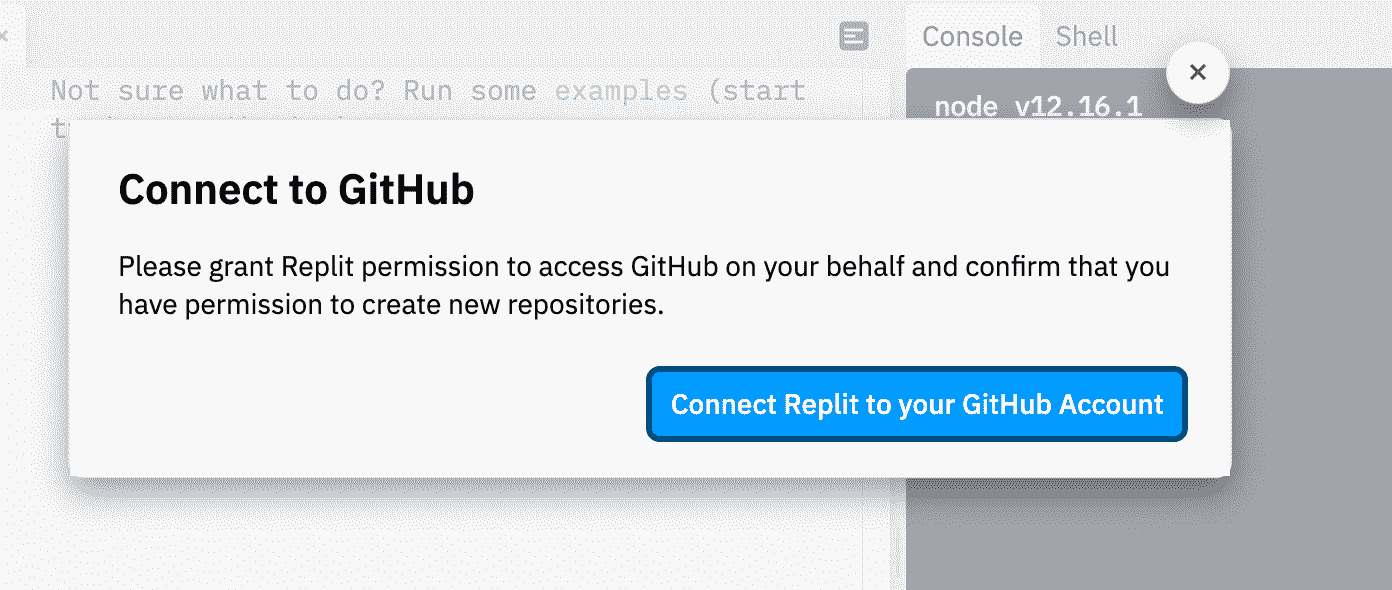 Console Shell
Not sure what to do? Run some examples (start
node v12.16.1
Connect to GitHub
Please grant Replit permission to access GitHub on your behalf and confirm that you
have permission to create new repositories.
Connect Replit to your GitHub Account